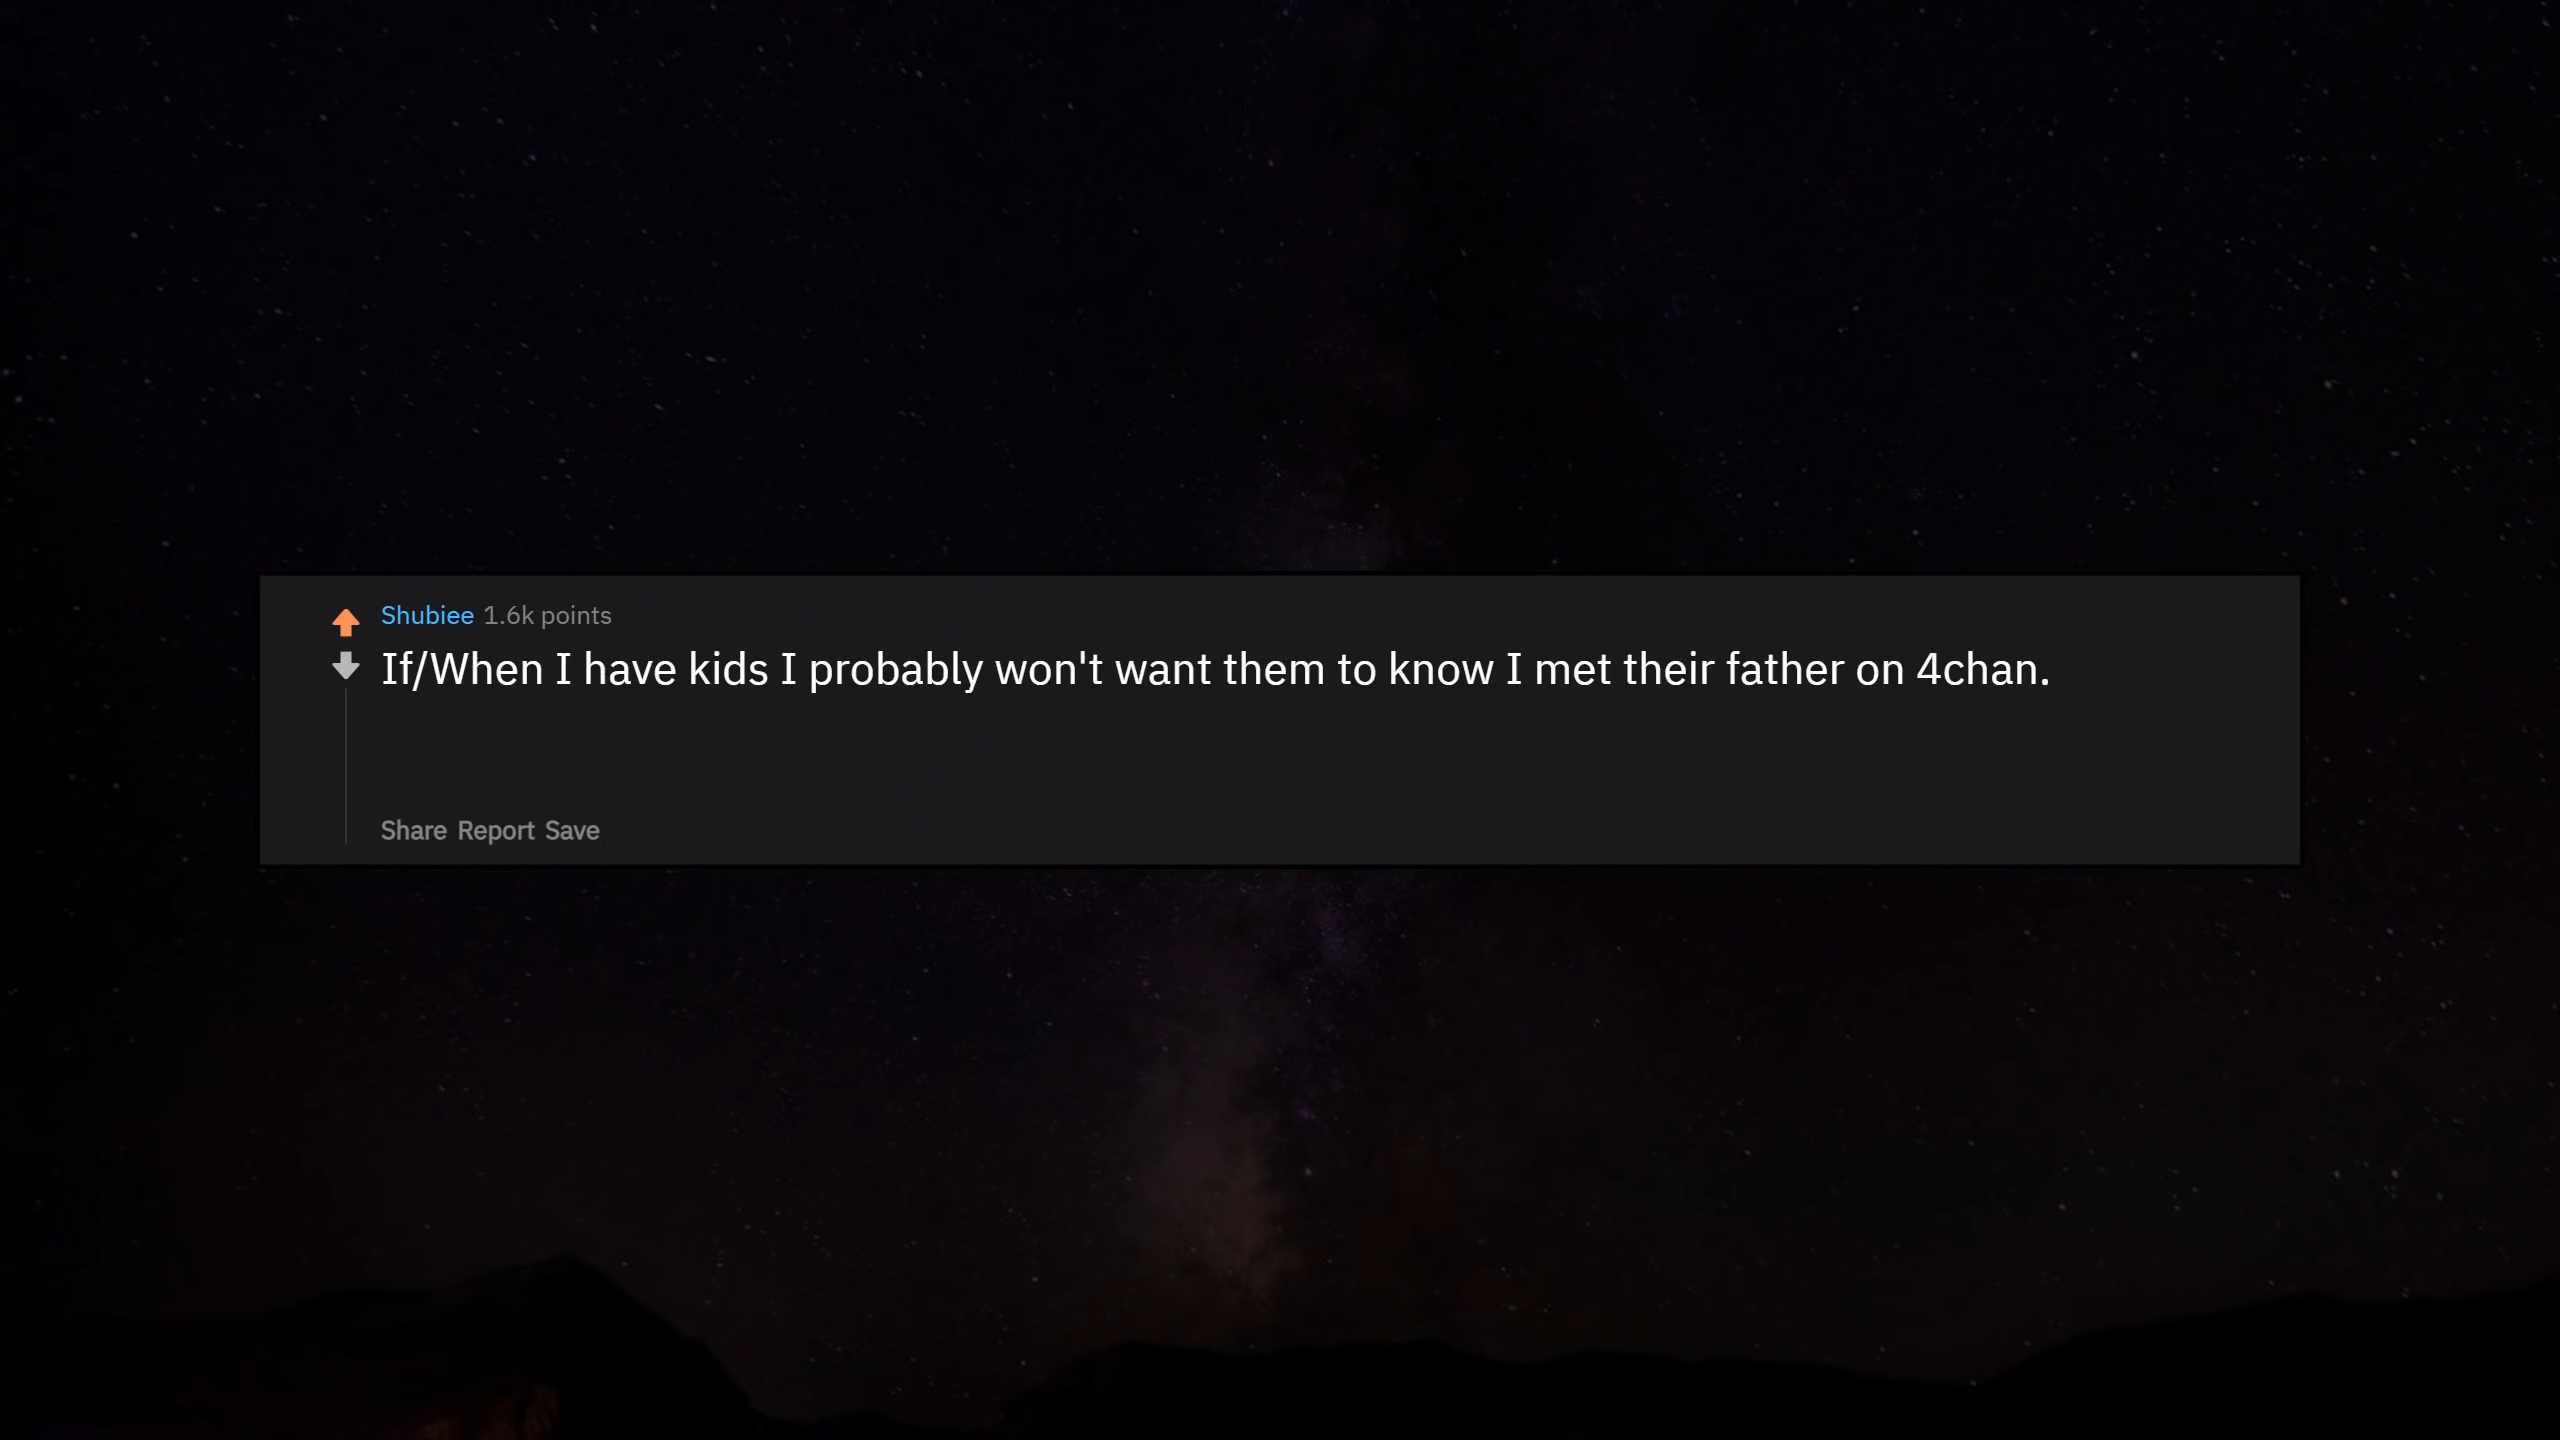 Shubiee 1.6k points
If/When I have kids I probably won't want them to know I met their father on 4chan.
Share Report Save